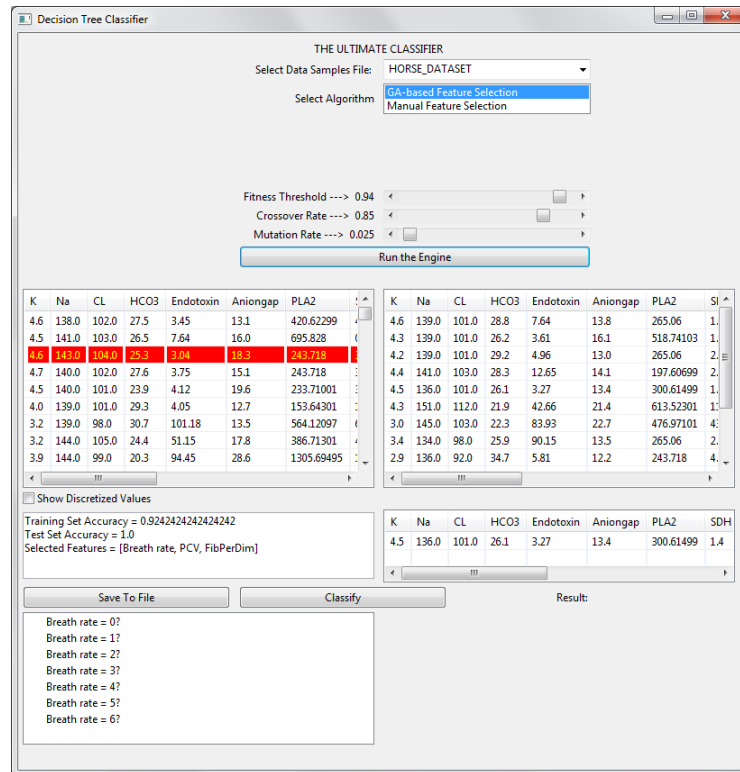 Decision Tree Classifier
THE ULTIMATE CLASSIFIER
Select Data Samples File: HORSE_DATASET
Select Algorithm GA-based Feature Selection
Manual Feature Selection
Fitness Threshold ---> 0.94
Crossover Rate ---> 0.85
Mutation Rate ---> 0.025
Run the Engine
K Na CL HCO3 Endotoxin Aniongap PLA2
4.6 138.0 102.0 27.5 3.45 13.1 420.62299
4.5 141.0 103.0 26.5 7.64 16.0 695.828
4.6 143.0 104.0 25.3 3.04 18.3 243.718
4.7 140.0 102.0 27.6 3.75 15.1 243.718
4.5 140.0 101.0 23.9 4.12 19.6 233.71001
4.0 139.0 101.0 29.3 4.05 12.7 153.64301
3.2 139.0 98.0 30.7 101.18 13.5 564.12097
3.2 144.0 105.0 24.4 51.15 17.8 386.71301
3.9 144.0 99.0 20.3 94.45 28.6 1305.69495
K Na CL HCO3 Endotoxin Aniongap PLA2
4.6 139.0 101.0 28.8 7.64 13.8 265.06 1.
4.3 139.0 101.0 26.2 3.61 16.1 518.74103 1.
4.2 139.0 101.0 29.2 4.96 13.0 265.06 2.
4.4 141.0 103.0 28.3 12.65 14.1 197.60699 2.
4.5 136.0 101.0 26.1 3.27 13.4 300.61499 1.
4.3 151.0 112.0 21.9 42.66 21.4 613.52301
3.0 145.0 103.0 22.3 83.93 22.7 476.97101
3.4 134.0 98.0 25.9 90.15 13.5 265.06 2.
2.9 136.0 92.0 34.7 5.81 12.2 243.718 4.
Show Discretized Values
Training Set Accuracy = 0.9242424242424242
Test Set Accuracy = 1.0
Selected Features = [Breath rate, PCV, FibPerDim]
K Na CL HCO3 Endotoxin Aniongap PLA2 SDH
4.5 136.0 101.0 26.1 3.27 13.4 300.61499 1.4
Save To File Classify Result:
Breath rate = 0?
Breath rate = 1?
Breath rate = 2?
Breath rate = 3?
Breath rate = 4?
Breath rate = 5?
Breath rate = 6?